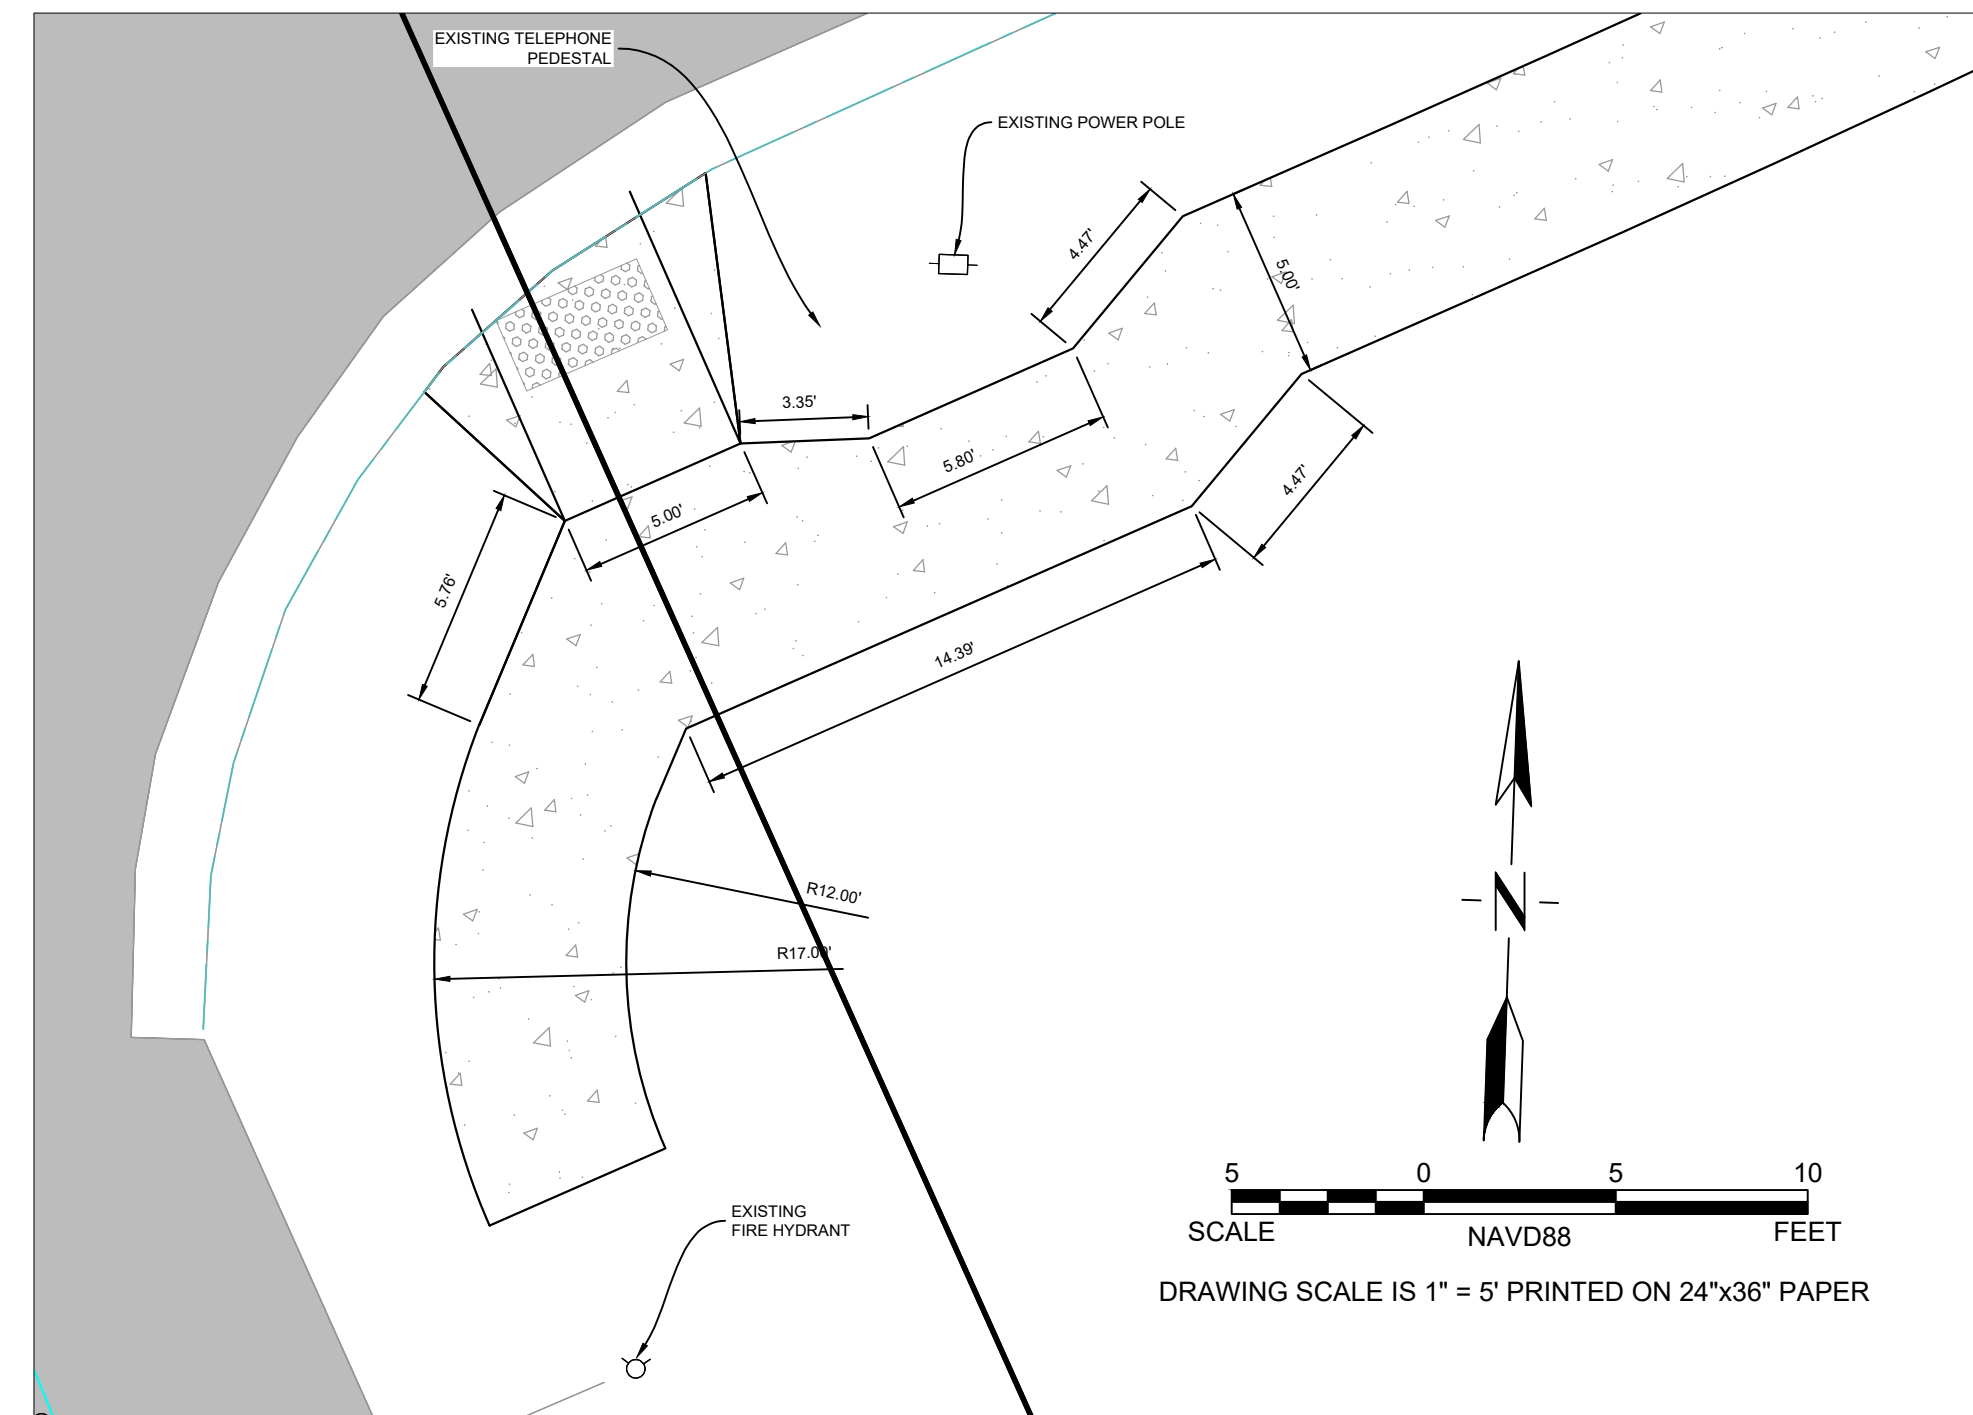 EXISTING TELEPHONE
PEDESTAL
EXISTING POWER POLE
4.47'
5.00'
3.35'
5.80'
4.47'
5.00'
5.76'
14.39'
R12.00'
R17.00'
N
EXISTING
FIRE HYDRANT
5 0 5 10
SCALE NAVD88 FEET
DRAWING SCALE IS 1" = 5' PRINTED ON 24"x36" PAPER